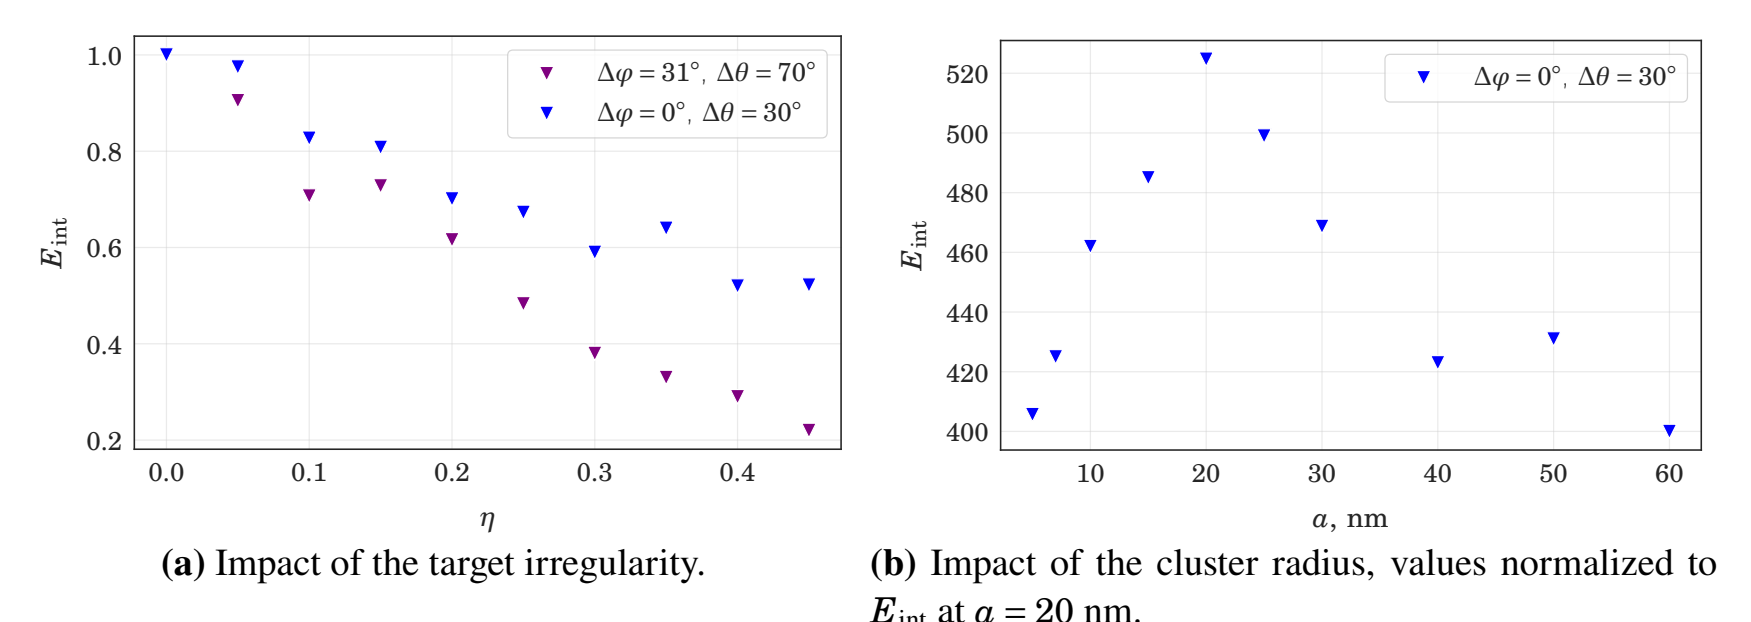 1.0
0.8
0.6
0.4
0.2
E_int
0.0 0.1 0.2 0.3 0.4
η
Δφ = 31°, Δθ = 70°
Δφ = 0°, Δθ = 30°
(a) Impact of the target irregularity.
520
500
480
460
440
420
400
E_int
10 20 30 40 50 60
a, nm
Δφ = 0°, Δθ = 30°
(b) Impact of the cluster radius, values normalized to
E_int at a = 20 nm.